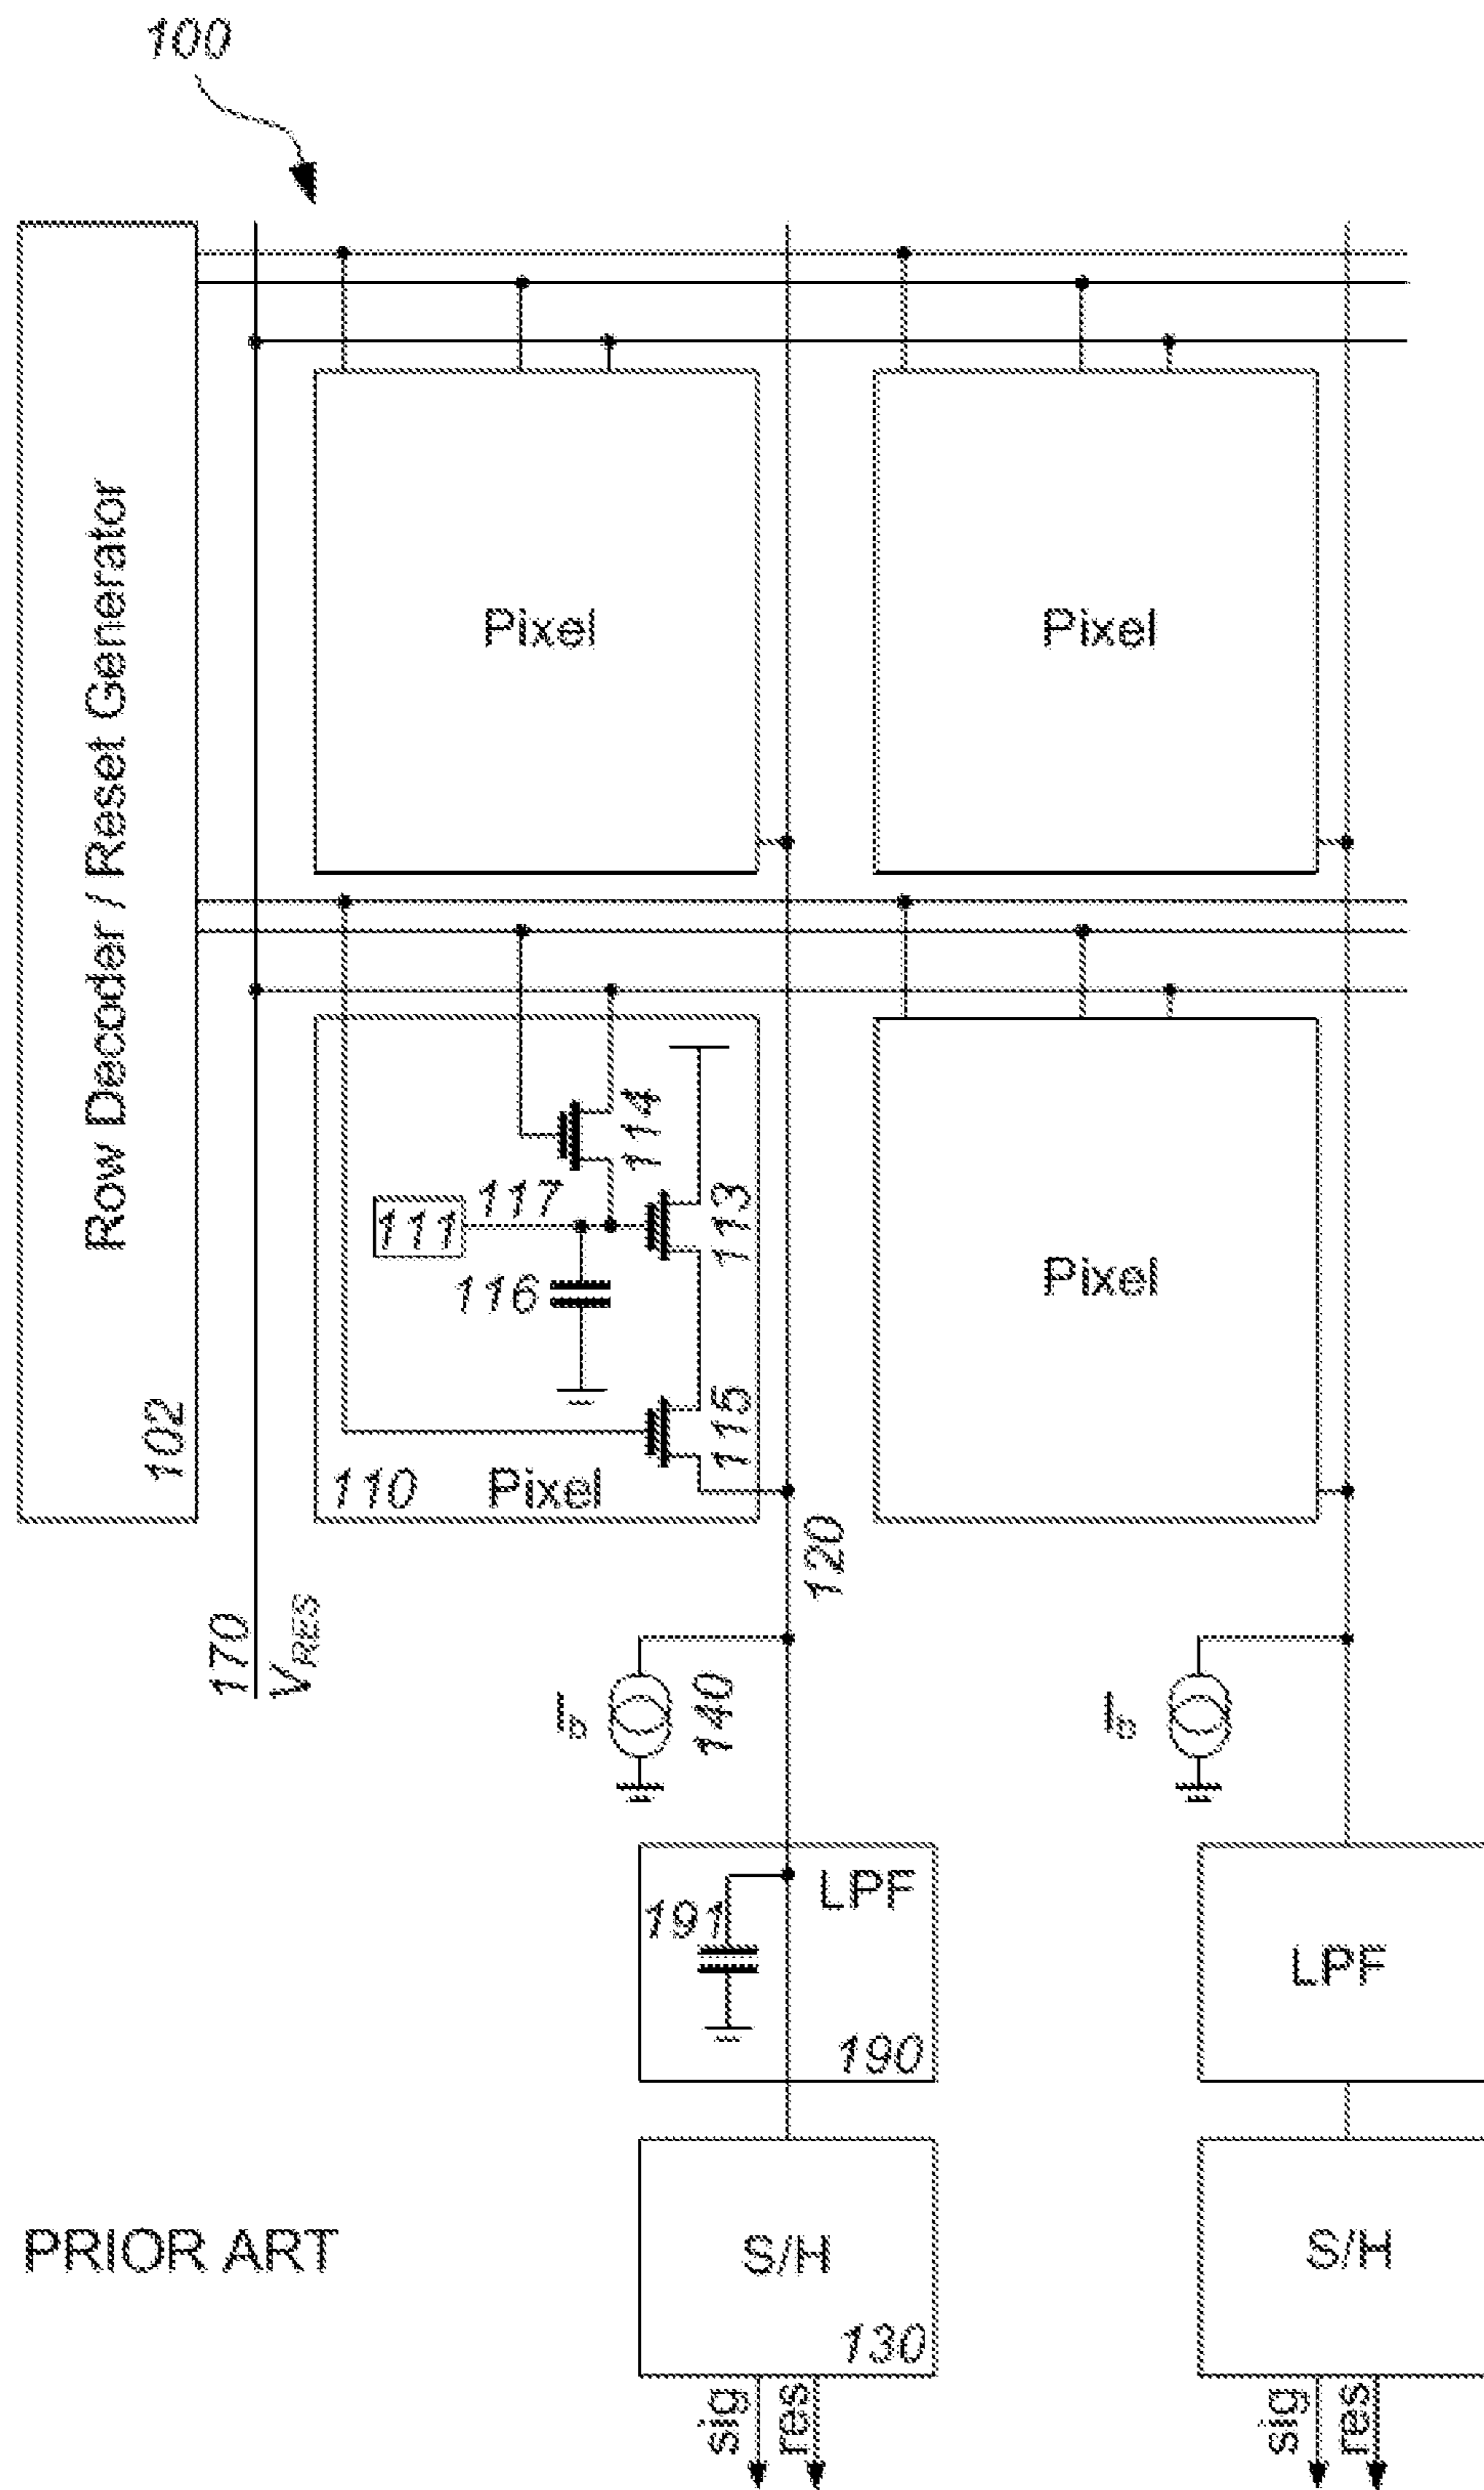 100
Row Decoder / Reset Generator
102
Pixel
Pixel
114
117
111
113
116
115
110
Pixel
Pixel
120
170
VRES
Ib
140
Ib
191
LPF
190
LPF
S/H
130
S/H
PRIOR ART
sig
res
sig
res